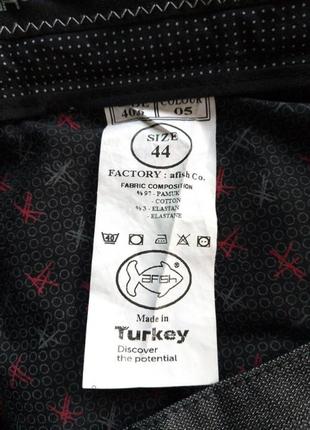 COLOUR
05
SIZE
44
FACTORY : afish Co.
FABRIC COMPOSITION
% 97 - PAMUK
- COTTON
% 3 - ELASTAN
- ELASTANE
aFish ®
Made in
Turkey
Discover
the potential